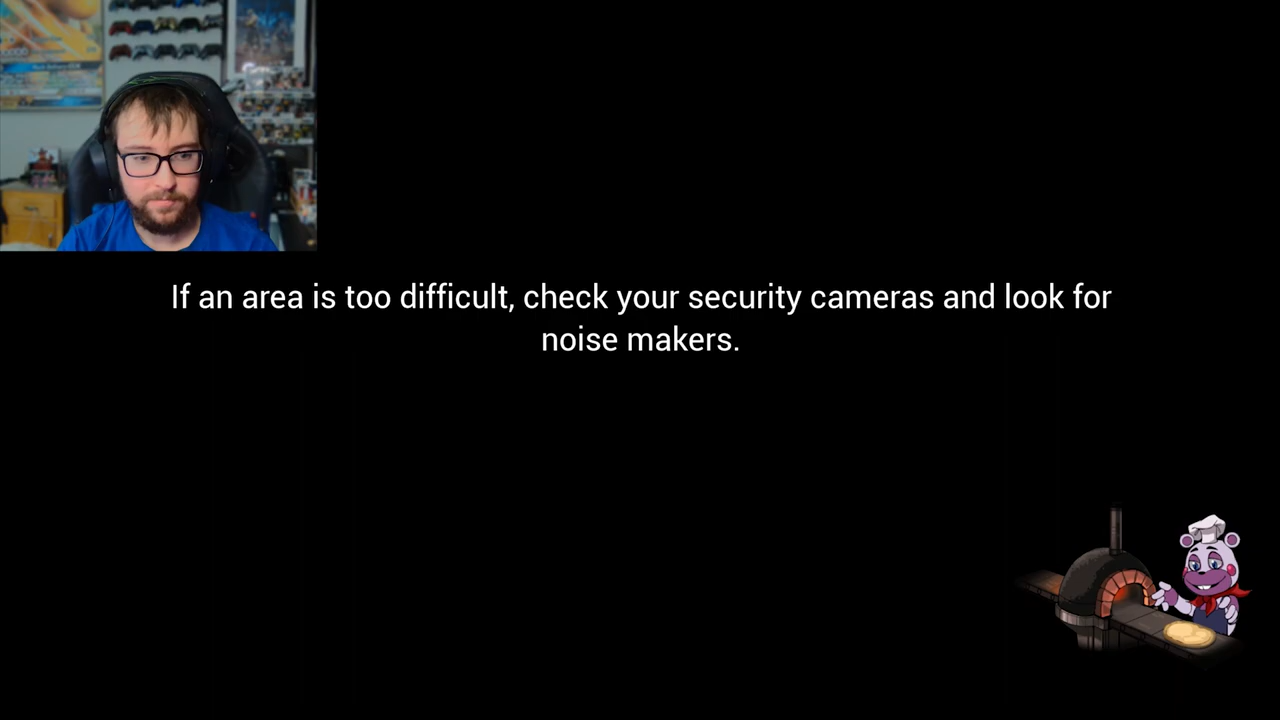 If an area is too difficult, check your security cameras and look for
noise makers.